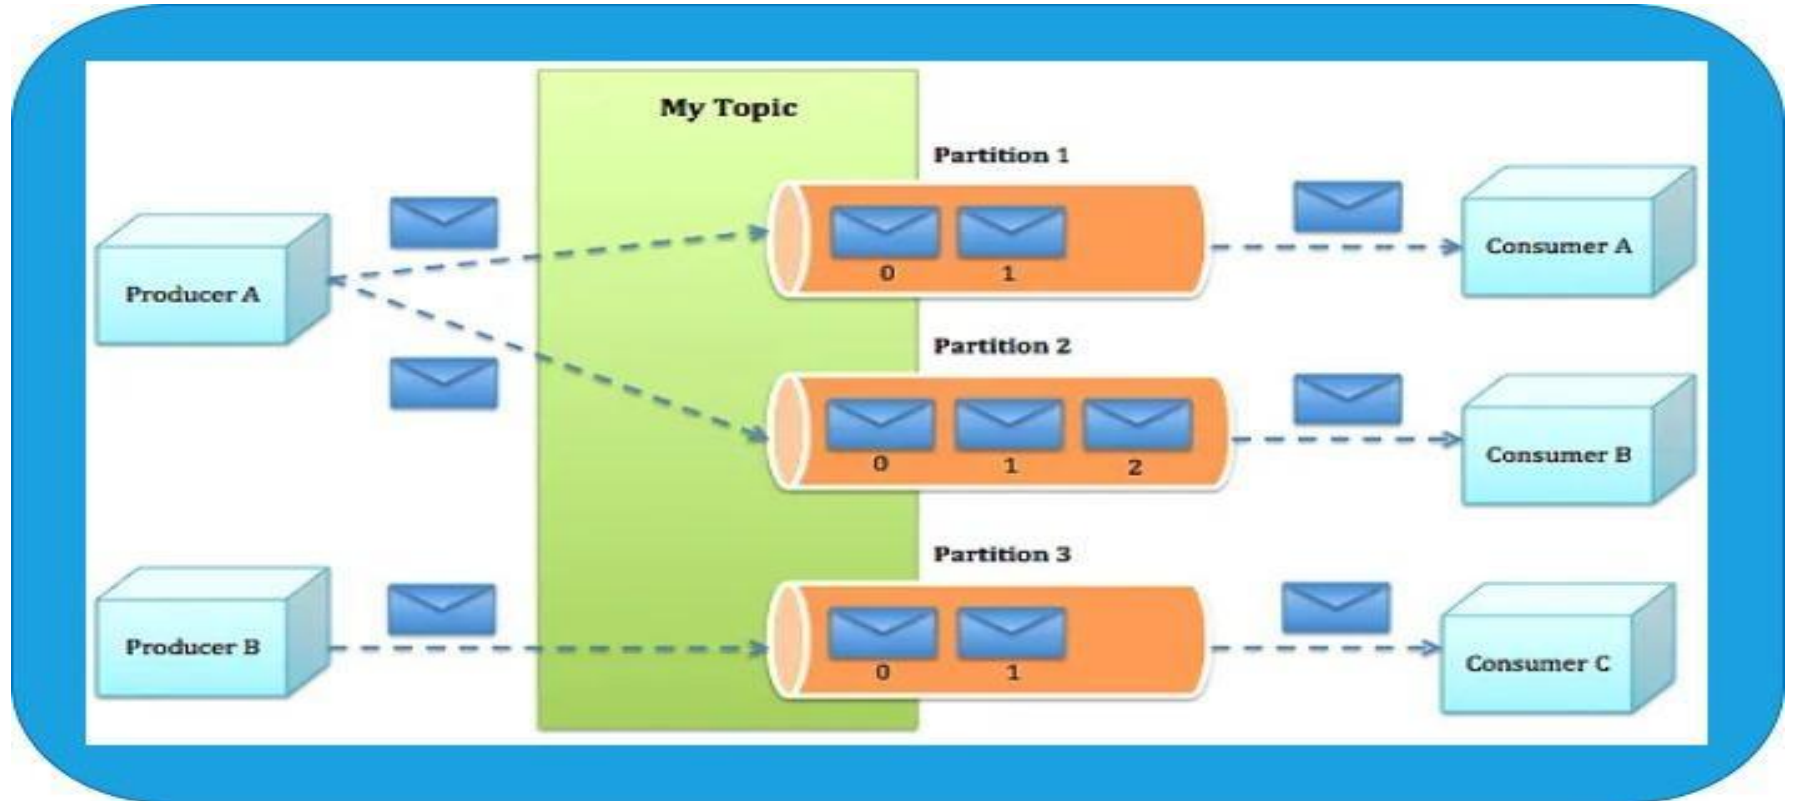 My Topic
Partition 1
Producer A
0
1
Consumer A
Partition 2
0
1
2
Consumer B
Partition 3
Producer B
0
1
Consumer C